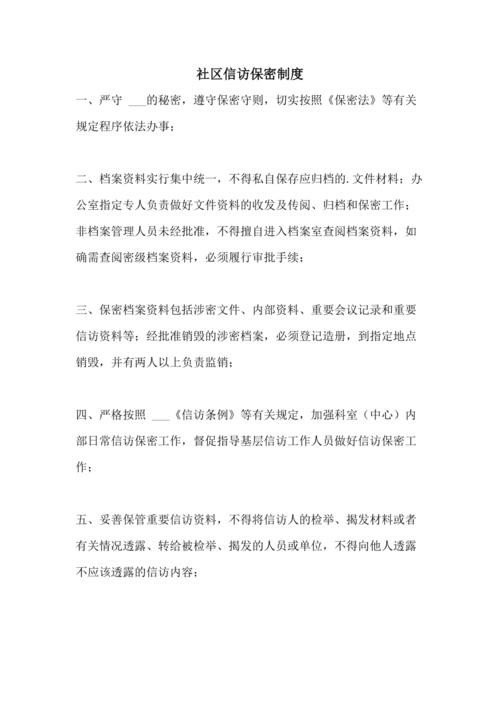 社区信访保密制度
一、严守 ___的秘密，遵守保密守则，切实按照《保密法》等有关
规定程序依法办事；
二、档案资料实行集中统一，不得私自保存应归档的.文件材料；办
公室指定专人负责做好文件资料的收发及传阅、归档和保密工作；
非档案管理人员未经批准，不得擅自进入档案室查阅档案资料，如
确需查阅密级档案资料，必须履行审批手续；
三、保密档案资料包括涉密文件、内部资料、重要会议记录和重要
信访资料等；经批准销毁的涉密档案，必须登记造册，到指定地点
销毁，并有两人以上负责监销；
四、严格按照 ___《信访条例》等有关规定，加强科室（中心）内
部日常信访保密工作，督促指导基层信访工作人员做好信访保密工
作；
五、妥善保管重要信访资料，不得将信访人的检举、揭发材料或者
有关情况透露、转给被检举、揭发的人员或单位，不得向他人透露
不应该透露的信访内容；